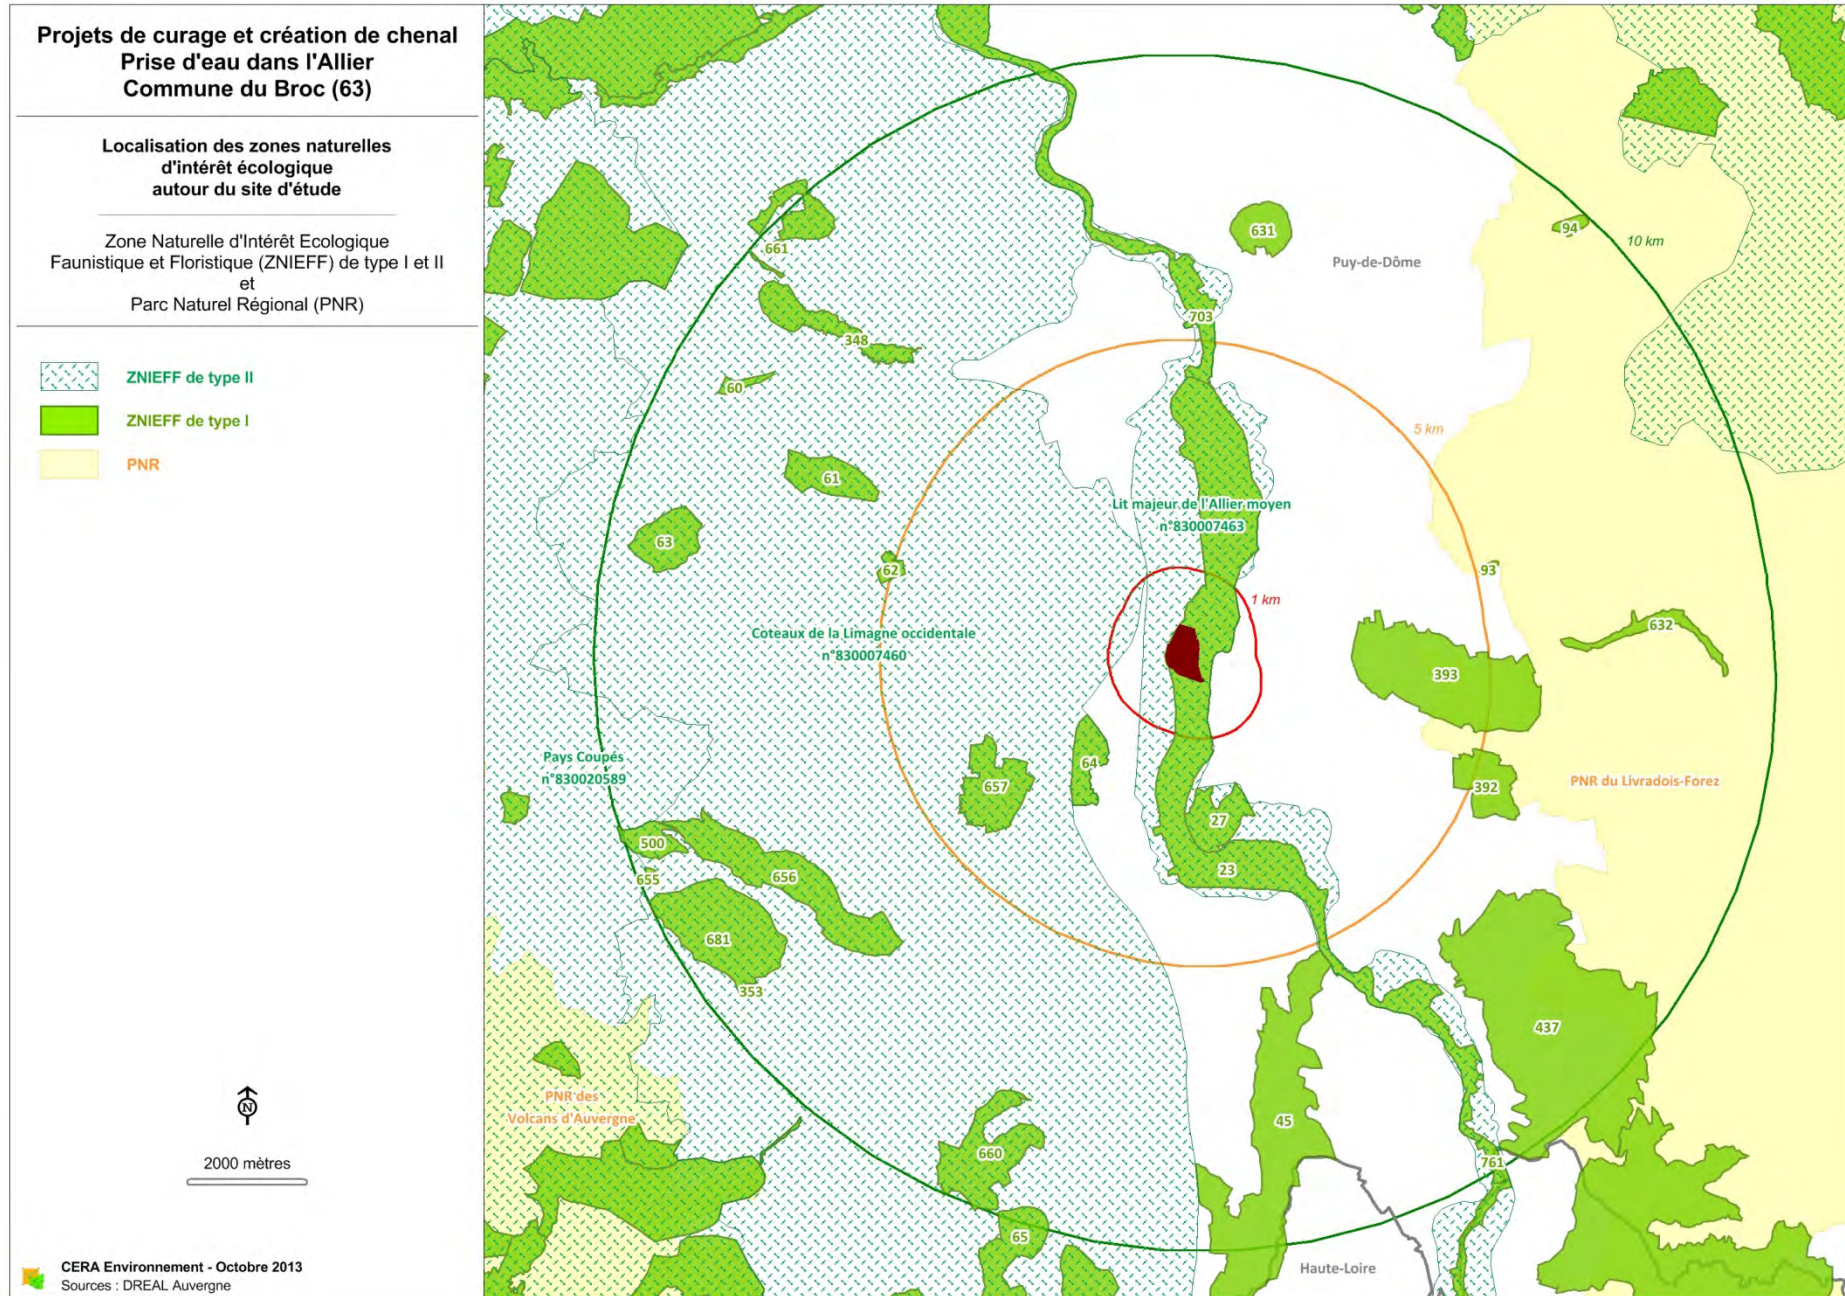 Projets de curage et création de chenal
Prise d'eau dans l'Allier
Commune du Broc (63)
Localisation des zones naturelles
d'intérêt écologique
autour du site d'étude
Zone Naturelle d'Intérêt Ecologique
Faunistique et Floristique (ZNIEFF) de type I et II
et
Parc Naturel Régional (PNR)
ZNIEFF de type II
ZNIEFF de type I
PNR
N
2000 mètres
CERA Environnement - Octobre 2013
Sources : DREAL Auvergne
661
631
94
10 km
Puy-de-Dôme
703
348
60
5 km
61
Lit majeur de l'Allier moyen
n°830007463
63
62
93
1 km
Coteaux de la Limagne occidentale
n°830007460
632
393
Pays Coupés
n°830020589
64
657
392
PNR du Livradois-Forez
27
500
23
655
656
681
353
437
PNR des
Volcans d'Auvergne
45
660
761
65
Haute-Loire